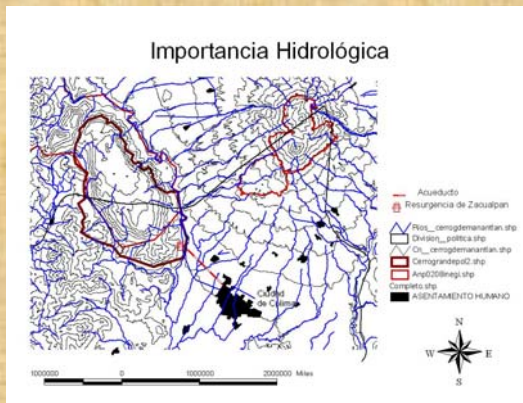 Importancia Hidrológica
Ciudad
de Colima
Acueducto
Resurgencia de Zacualpan
Rios_cerrogdemanantlan.shp
Division_politica.shp
Cn_cerrogdemanantlan.shp
Cerrograndepol2.shp
Anp0208inegi.shp
Completo.shp
ASENTAMIENTO HUMANO
N
W
E
S
1000000
0
1000000
2000000 Miles